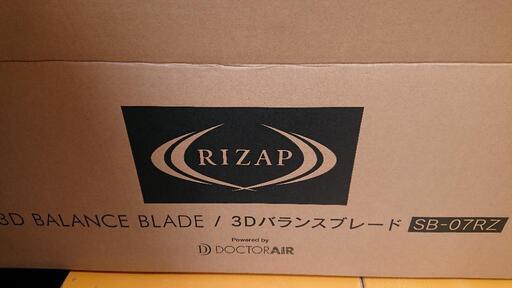 RIZAP
3D BALANCE BLADE / 3Dバランスブレード SB-07RZ
Powered by
DOCTORAIR